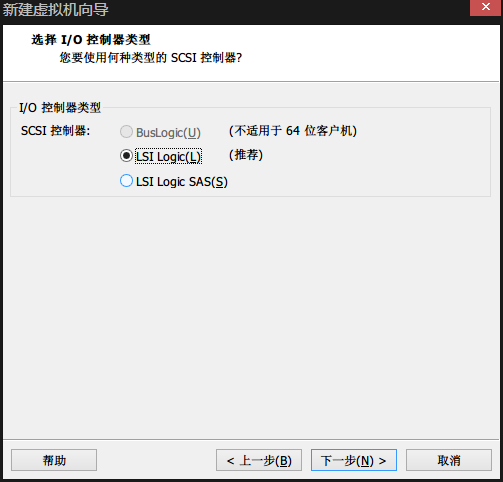 新建虚拟机向导
选择 I/O 控制器类型
您要使用何种类型的 SCSI 控制器?
I/O 控制器类型
SCSI 控制器: BusLogic(U) (不适用于 64 位客户机)
LSI Logic(L) (推荐)
LSI Logic SAS(S)
帮助 < 上一步(B) 下一步(N) > 取消